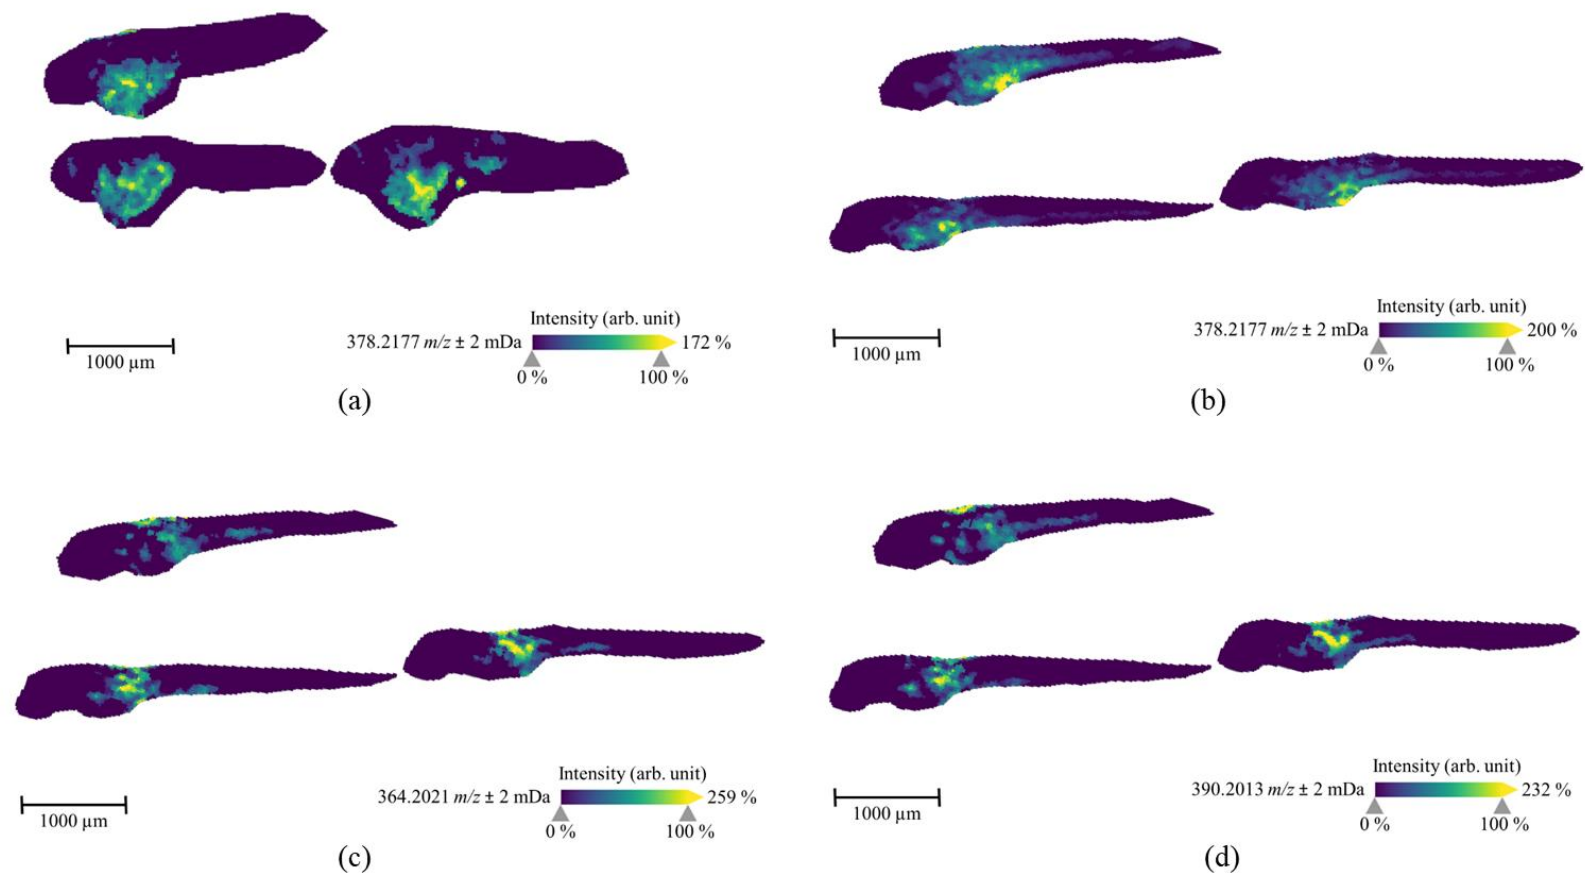 Intensity (arb. unit)
378.2177 m/z ± 2 mDa
172 %
0 %
100 %
1000 µm
(a)
Intensity (arb. unit)
378.2177 m/z ± 2 mDa
200 %
0 %
100 %
1000 µm
(b)
Intensity (arb. unit)
364.2021 m/z ± 2 mDa
259 %
0 %
100 %
1000 µm
(c)
Intensity (arb. unit)
390.2013 m/z ± 2 mDa
232 %
0 %
100 %
1000 µm
(d)